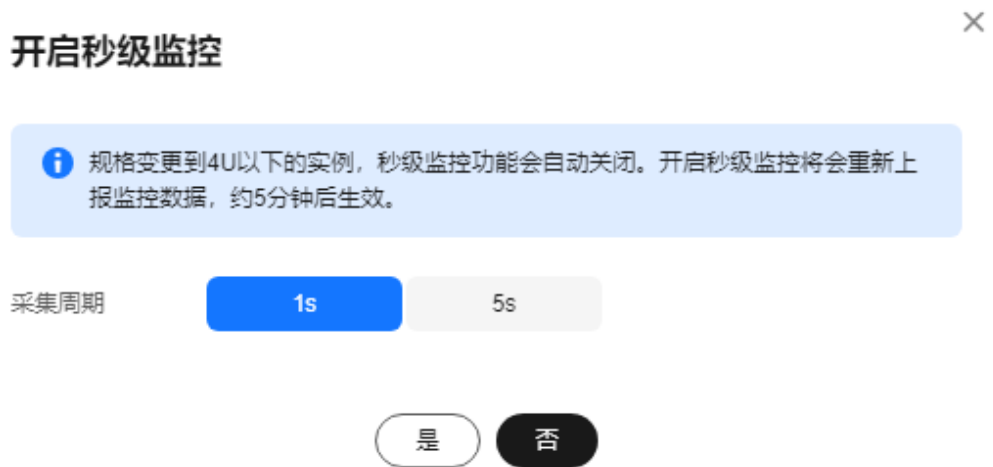 开启秒级监控
规格变更到4U以下的实例，秒级监控功能会自动关闭。开启秒级监控将会重新上
报监控数据，约5分钟后生效。
采集周期 1s 5s
是 否